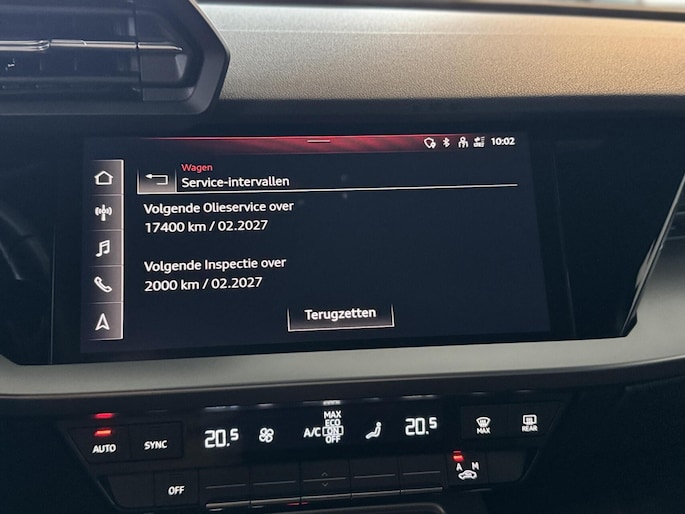 10:02
Wagen
Service-intervallen
Volgende Olieservice over
17400 km / 02.2027
Volgende Inspectie over
2000 km / 02.2027
Terugzetten
AUTO
SYNC
20.5
A/C
MAX
ECO
ON
OFF
20.5
MAX
REAR
OFF
A M